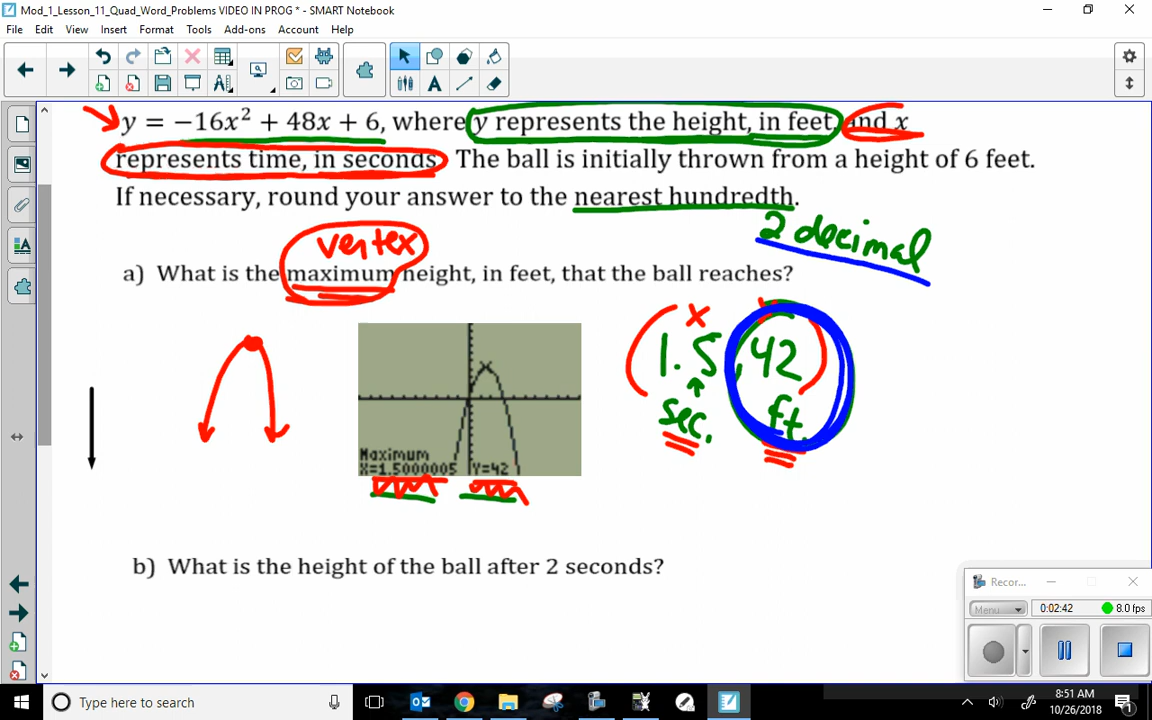 Mod_1_Lesson_11_Quad_Word_Problems VIDEO IN PROG * - SMART Notebook
File Edit View Insert Format Tools Add-ons Account Help
y = −16x² + 48x + 6, where y represents the height, in feet, and x
represents time, in seconds. The ball is initially thrown from a height of 6 feet.
If necessary, round your answer to the nearest hundredth.
2 decimal
vertex
a) What is the maximum height, in feet, that the ball reaches?
x
1.5, 42
sec. ft.
Maximum
X=1.5000005 Y=42
b) What is the height of the ball after 2 seconds?
Recor...
Menu 0:02:42 8.0 fps
Type here to search
8:51 AM
10/26/2018
1